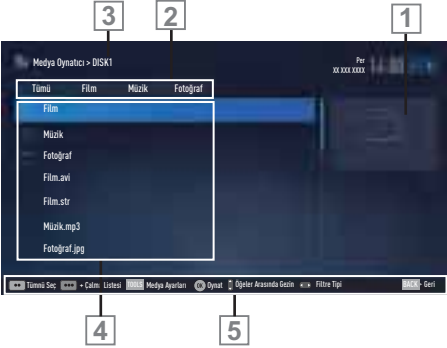 3
2
1
Medya Oynatıcı > DISK1
Per
XX XXX XXXX
Tümü Film Müzik Fotoğraf
Film
Müzik
Fotoğraf
Film.avi
Film.str
Müzik.mp3
Fotoğraf.jpg
Tümnü Seç + Çalma Listesi TOOLS Medya Ayarları OK Oynat Öğeler Arasında Gezin Filtre Tipi BACK - Geri
4
5